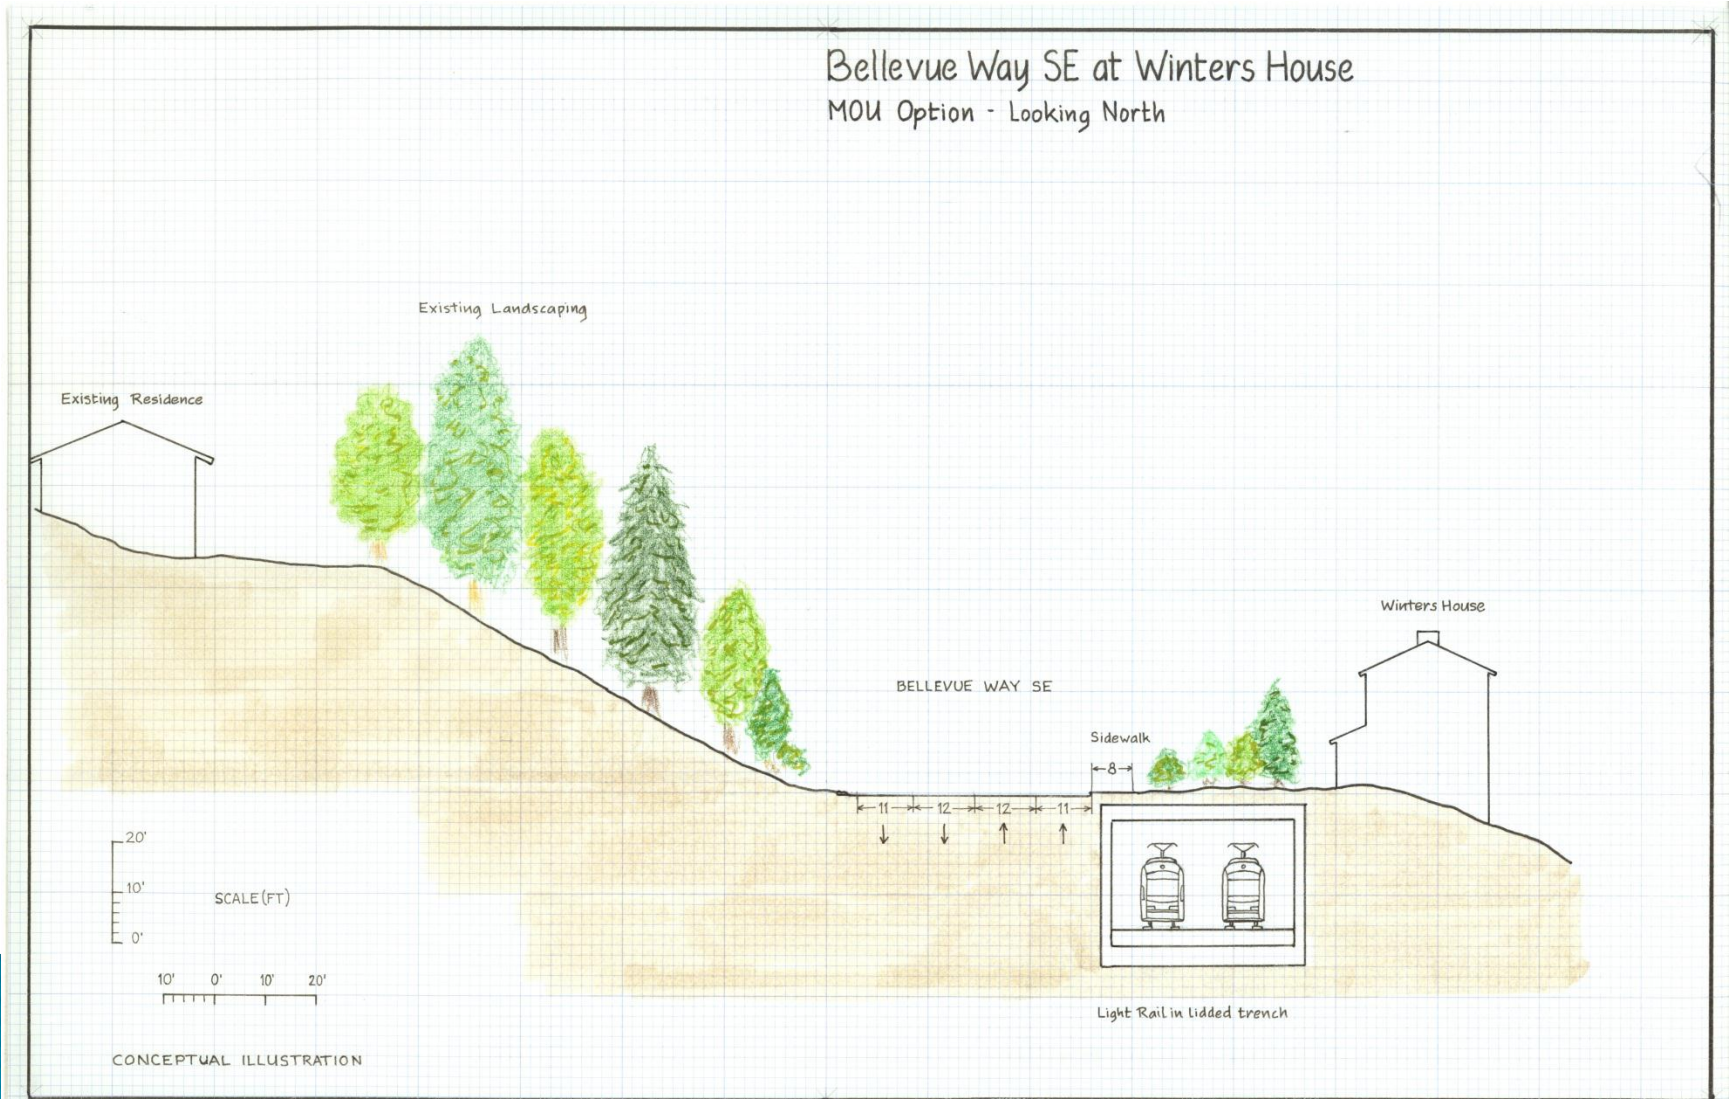 Bellevue Way SE at Winters House
MOU Option - Looking North
Existing Landscaping
Existing Residence
Winters House
BELLEVUE WAY SE
Sidewalk
8
11 12 12 11
20'
10'
SCALE (FT)
0'
10' 0' 10' 20'
Light Rail in lidded trench
CONCEPTUAL ILLUSTRATION